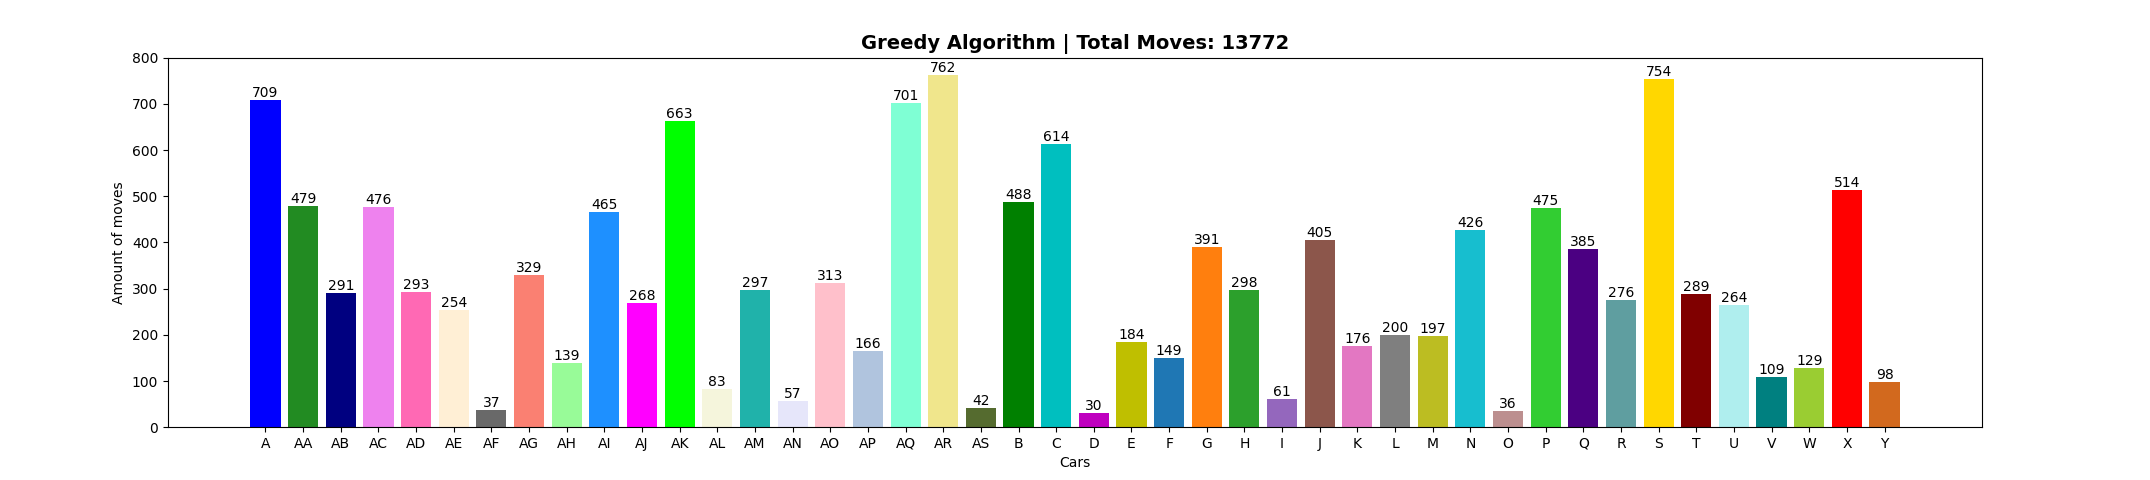 Greedy Algorithm | Total Moves: 13772
Amount of moves
800
700
600
500
400
300
200
100
0
709 479 291 476 293 254 37 329 139 465 268 663 83 297 57 313 166 701 762 42 488 614 30 184 149 391 298 61 405 176 200 197 426 36 475 385 276 754 289 264 109 129 514 98
A AA AB AC AD AE AF AG AH AI AJ AK AL AM AN AO AP AQ AR AS B C D E F G H I J K L M N O P Q R S T U V W X Y
Cars